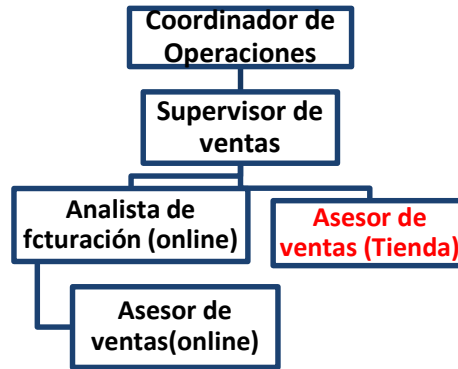 Coordinador de
Operaciones
Supervisor de
ventas
Analista de
fcturación (online)
Asesor de
ventas (Tienda)
Asesor de
ventas(online)